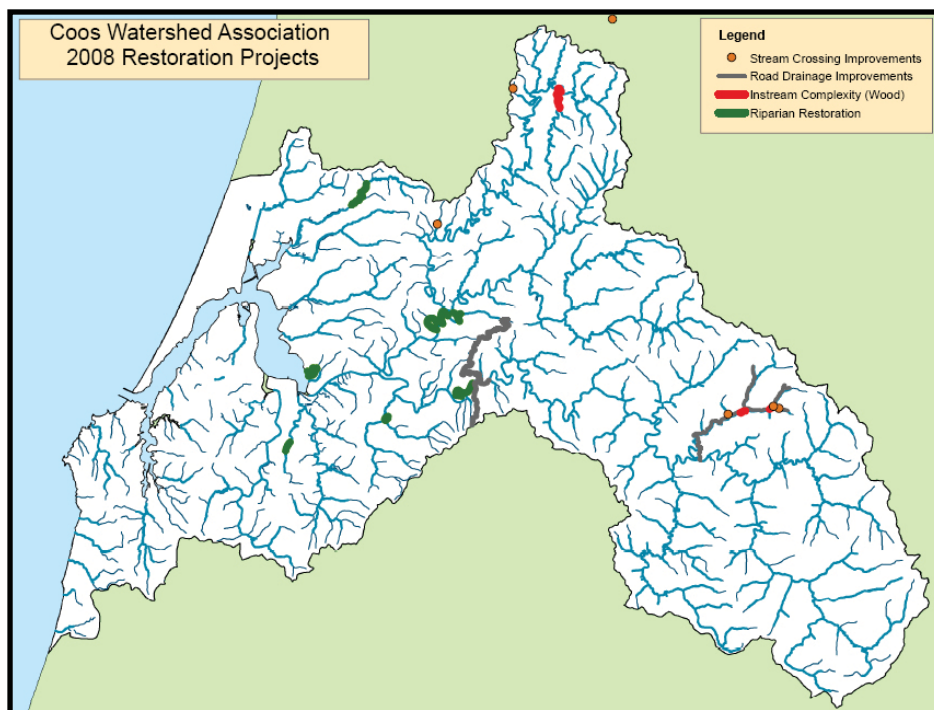 Coos Watershed Association
2008 Restoration Projects
Legend
Stream Crossing Improvements
Road Drainage Improvements
Instream Complexity (Wood)
Riparian Restoration